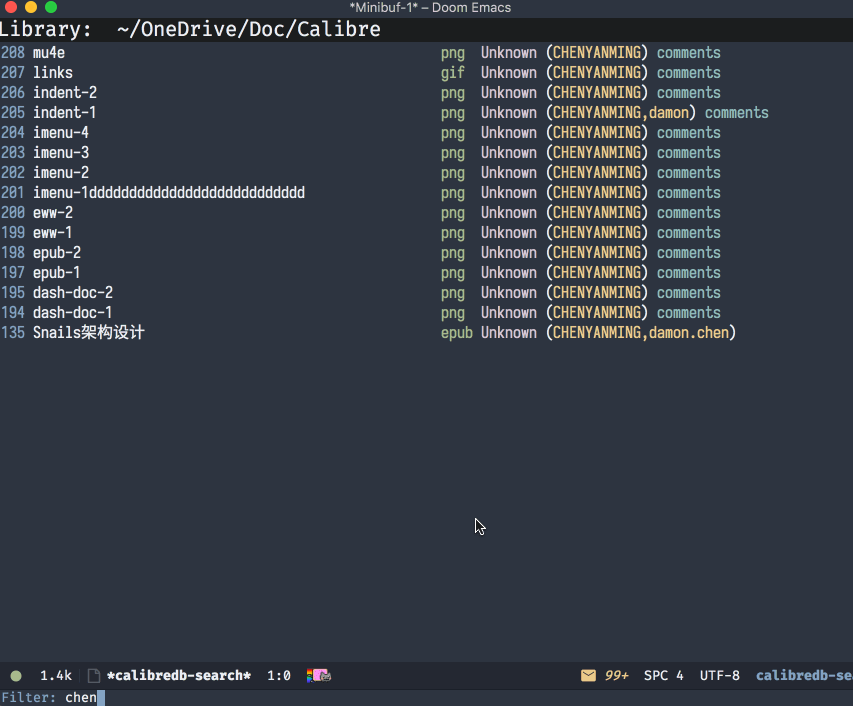 *Minibuf-1* – Doom Emacs
Library: ~/OneDrive/Doc/Calibre
208 mu4e png Unknown (CHENYANMING) comments
207 links gif Unknown (CHENYANMING) comments
206 indent-2 png Unknown (CHENYANMING) comments
205 indent-1 png Unknown (CHENYANMING,damon) comments
204 imenu-4 png Unknown (CHENYANMING) comments
203 imenu-3 png Unknown (CHENYANMING) comments
202 imenu-2 png Unknown (CHENYANMING) comments
201 imenu-1ddddddddddddddddddddddddddd png Unknown (CHENYANMING) comments
200 eww-2 png Unknown (CHENYANMING) comments
199 eww-1 png Unknown (CHENYANMING) comments
198 epub-2 png Unknown (CHENYANMING) comments
197 epub-1 png Unknown (CHENYANMING) comments
195 dash-doc-2 png Unknown (CHENYANMING) comments
194 dash-doc-1 png Unknown (CHENYANMING) comments
135 Snails架构设计 epub Unknown (CHENYANMING,damon.chen)
1.4k *calibredb-search* 1:0 99+ SPC 4 UTF-8 calibredb-se
Filter: chen